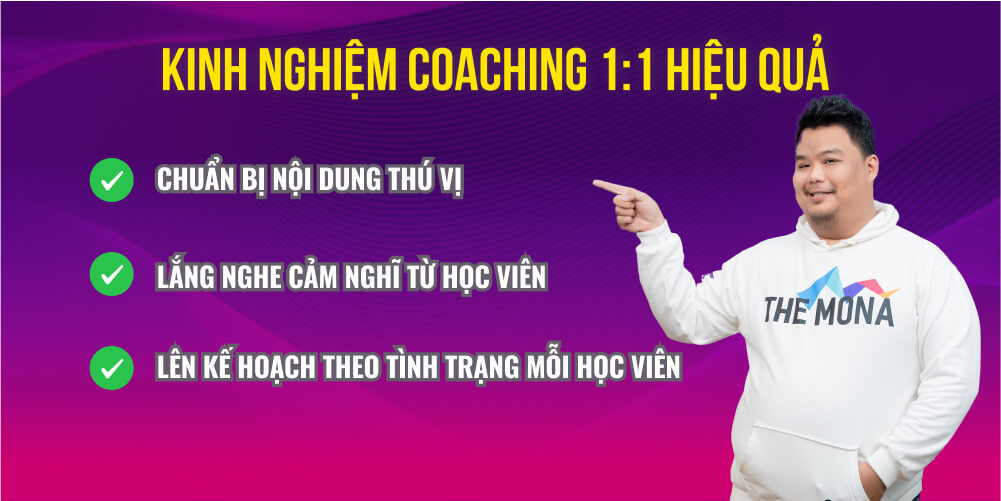 KINH NGHIỆM COACHING 1:1 HIỆU QUẢ
CHUẨN BỊ NỘI DUNG THÚ VỊ
LẮNG NGHE CẢM NGHĨ TỪ HỌC VIÊN
LÊN KẾ HOẠCH THEO TÌNH TRẠNG MỖI HỌC VIÊN
THE MONA